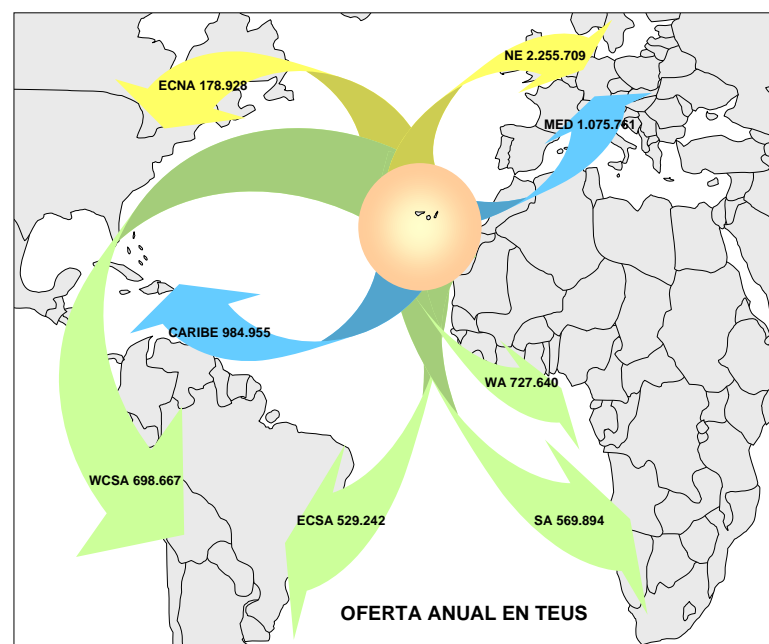 NE 2.255.709
ECNA 178.928
MED 1.075.761
CARIBE 984.955
WA 727.640
WCSA 698.667
ECSA 529.242
SA 569.894
OFERTA ANUAL EN TEUS